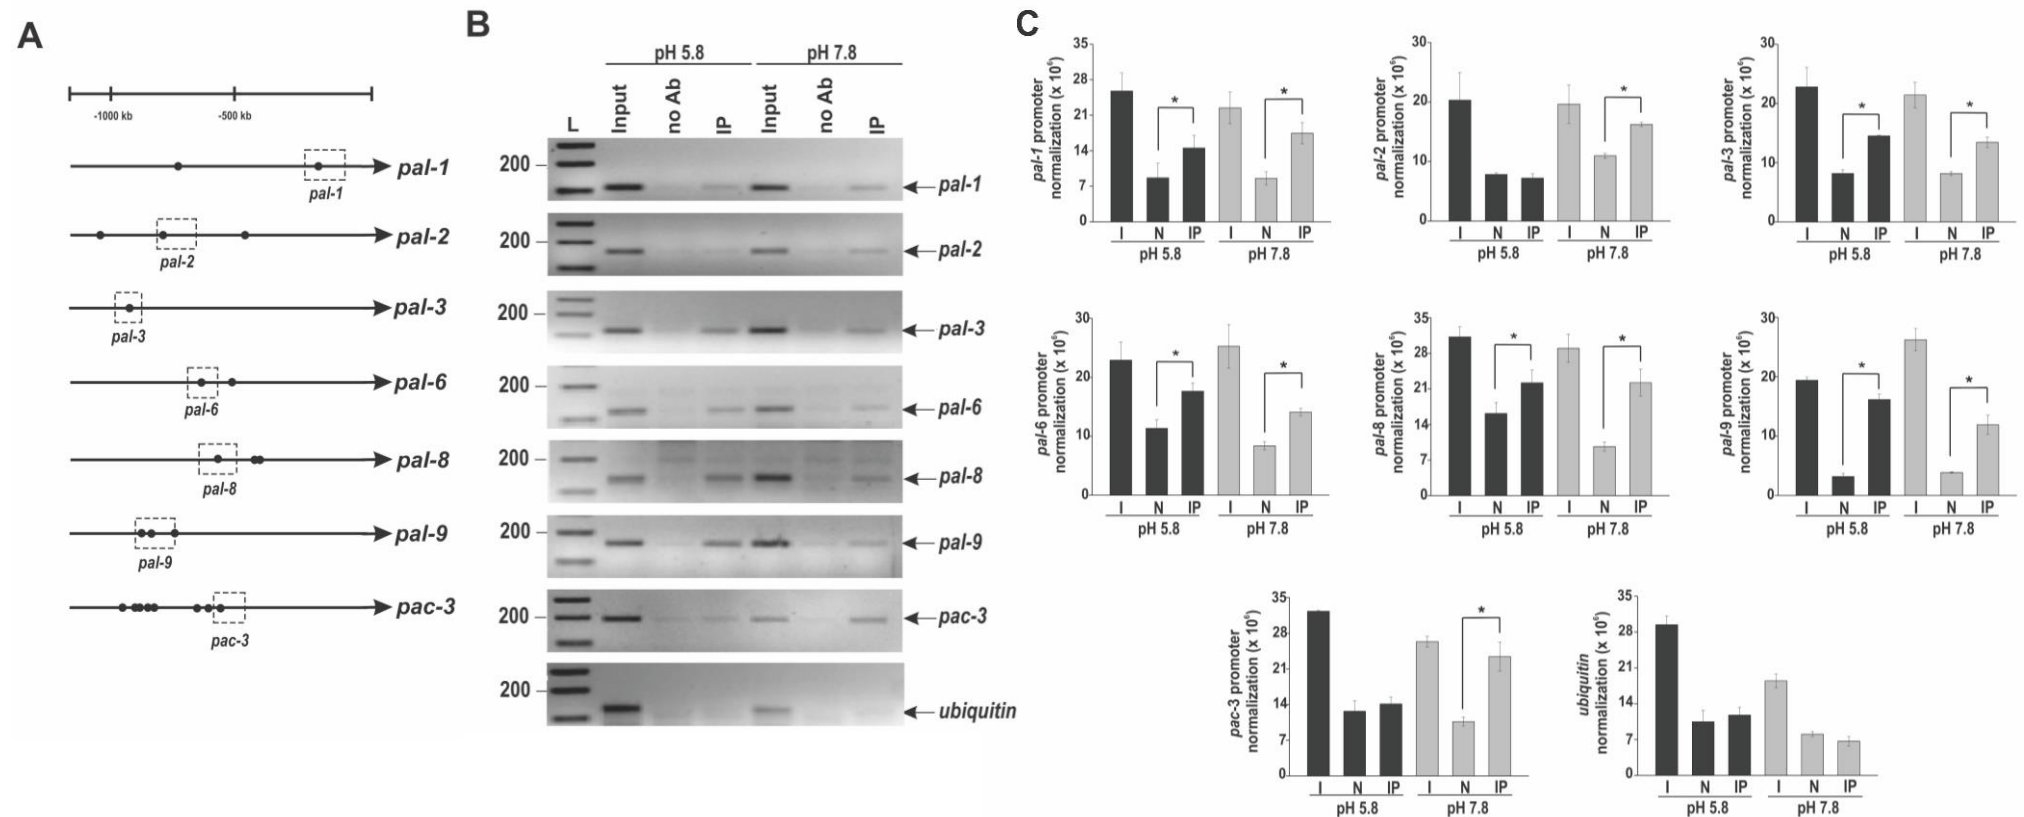 A
-1000 kb -500 kb
pal-1
pal-1
pal-2
pal-2
pal-3
pal-3
pal-6
pal-6
pal-8
pal-8
pal-9
pal-9
pac-3
pac-3
B
pH 5.8 pH 7.8
L Input no Ab IP Input no Ab IP
200 pal-1
200 pal-2
200 pal-3
200 pal-6
200 pal-8
200 pal-9
200 pac-3
200 ubiquitin
C
pal-1 promoter
normalization (x 10⁶)
35
28
21
14
7
0
* *
I N IP I N IP
pH 5.8 pH 7.8
pal-2 promoter
normalization (x 10⁶)
30
20
10
0
*
I N IP I N IP
pH 5.8 pH 7.8
pal-3 promoter
normalization (x 10⁶)
30
20
10
0
* *
I N IP I N IP
pH 5.8 pH 7.8
pal-6 promoter
normalization (x 10⁶)
30
20
10
0
* *
I N IP I N IP
pH 5.8 pH 7.8
pal-8 promoter
normalization (x 10⁶)
35
28
21
14
7
0
* *
I N IP I N IP
pH 5.8 pH 7.8
pal-9 promoter
normalization (x 10⁶)
30
20
10
0
* *
I N IP I N IP
pH 5.8 pH 7.8
pac-3 promoter
normalization (x 10⁶)
35
28
21
14
7
0
*
I N IP I N IP
pH 5.8 pH 7.8
ubiquitin
normalization (x 10⁶)
35
28
21
14
7
0
I N IP I N IP
pH 5.8 pH 7.8